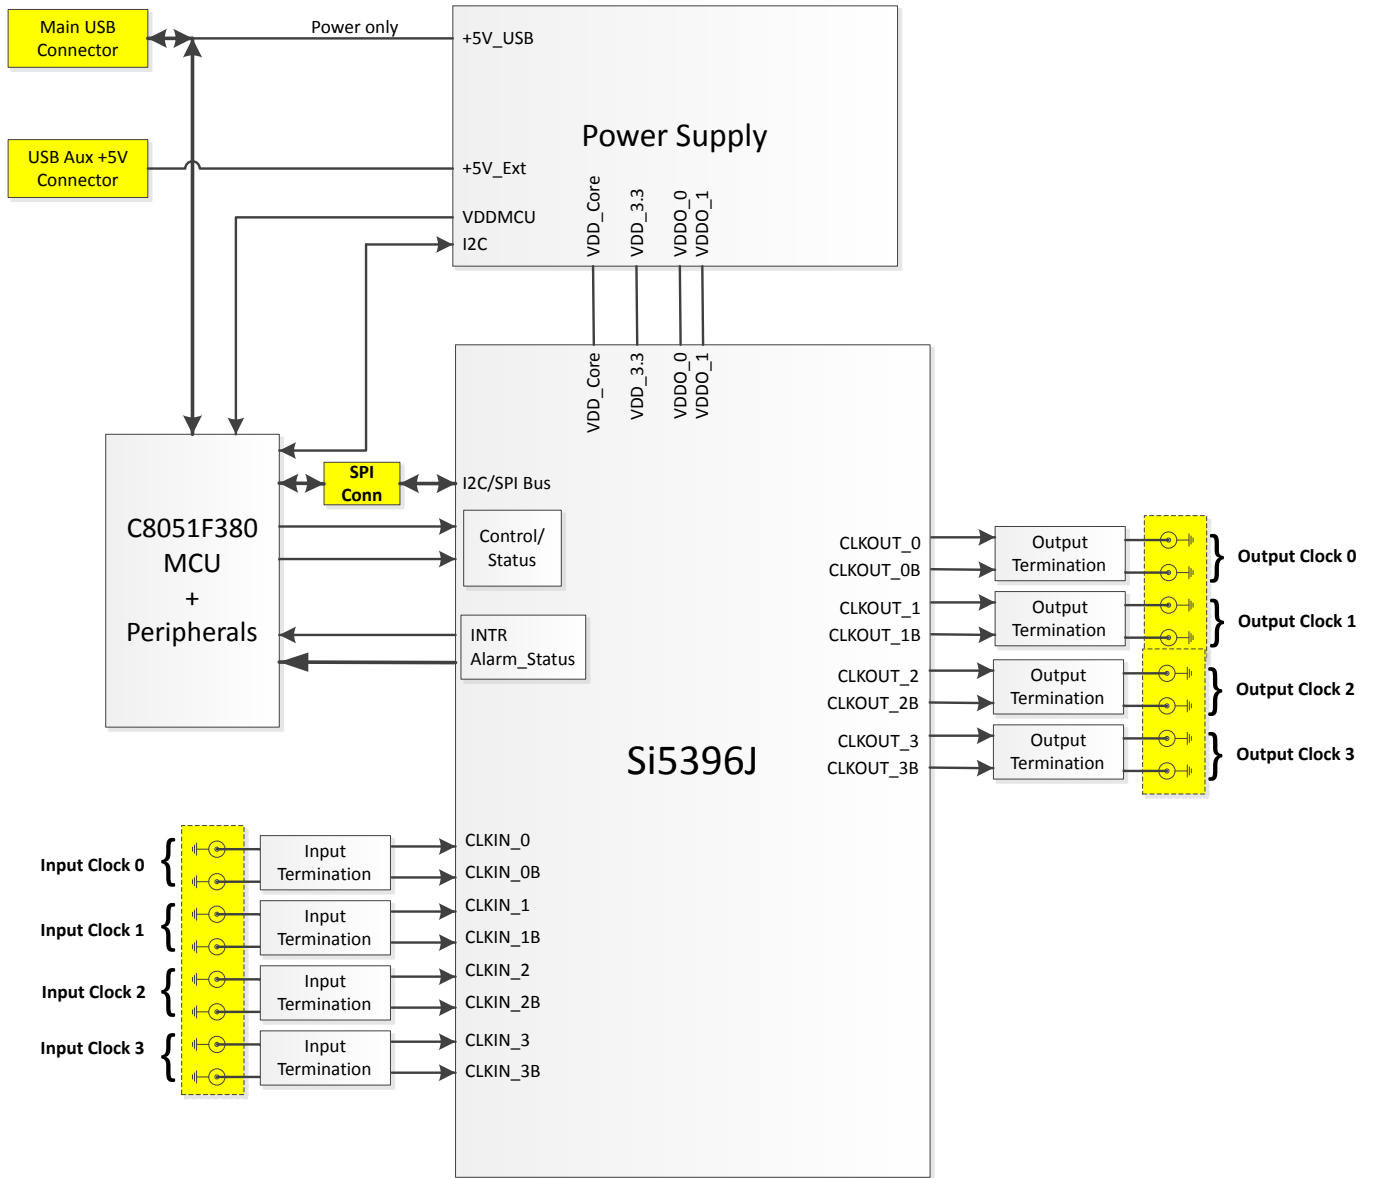 Main USB
Connector
Power only
+5V_USB
Power Supply
USB Aux +5V
Connector
+5V_Ext
VDDMCU
I2C
VDD_Core
VDD_3.3
VDDO_0
VDDO_1
VDD_Core
VDD_3.3
VDDO_0
VDDO_1
C8051F380
MCU
+
Peripherals
SPI
Conn
I2C/SPI Bus
Control/
Status
INTR
Alarm_Status
Si5396J
CLKOUT_0
CLKOUT_0B
CLKOUT_1
CLKOUT_1B
CLKOUT_2
CLKOUT_2B
CLKOUT_3
CLKOUT_3B
Output
Termination
Output
Termination
Output
Termination
Output
Termination
Output Clock 0
Output Clock 1
Output Clock 2
Output Clock 3
Input Clock 0
Input Clock 1
Input Clock 2
Input Clock 3
Input
Termination
Input
Termination
Input
Termination
Input
Termination
CLKIN_0
CLKIN_0B
CLKIN_1
CLKIN_1B
CLKIN_2
CLKIN_2B
CLKIN_3
CLKIN_3B